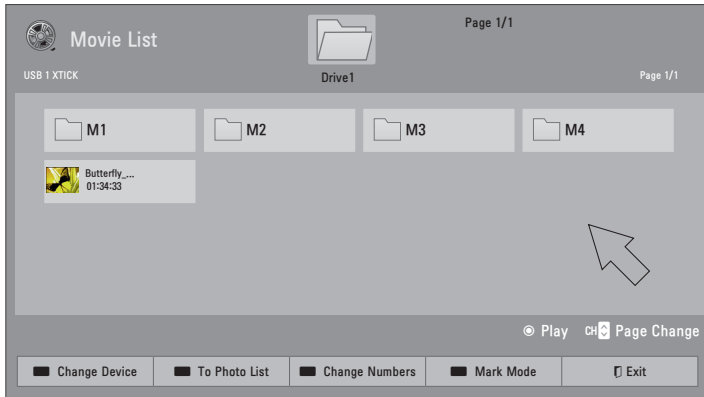 Movie List
Page 1/1
USB 1 XTICK
Drive1
Page 1/1
M1
M2
M3
M4
Butterfly_...
01:34:33
Play
CH Page Change
Change Device
To Photo List
Change Numbers
Mark Mode
Exit